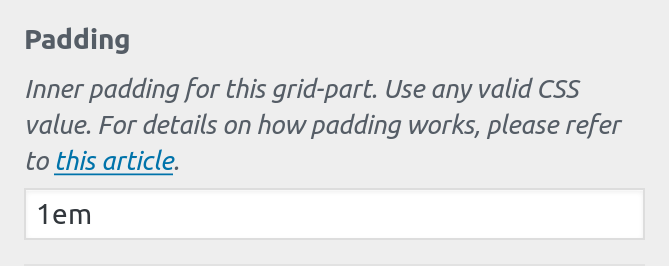 Padding
Inner padding for this grid-part. Use any valid CSS
value. For details on how padding works, please refer
to this article.
1em